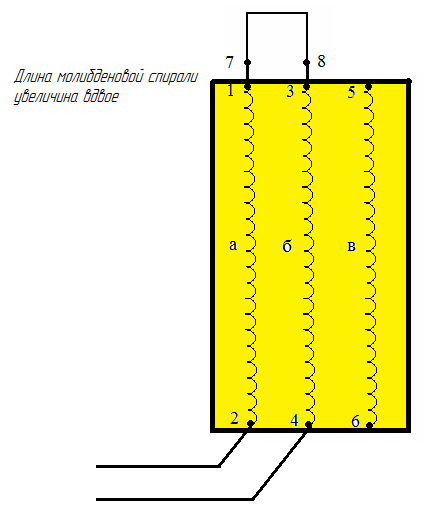 7 8
Длина молибденовой спирали
увеличина вдвое
1 3 5
а б в
2 4 6